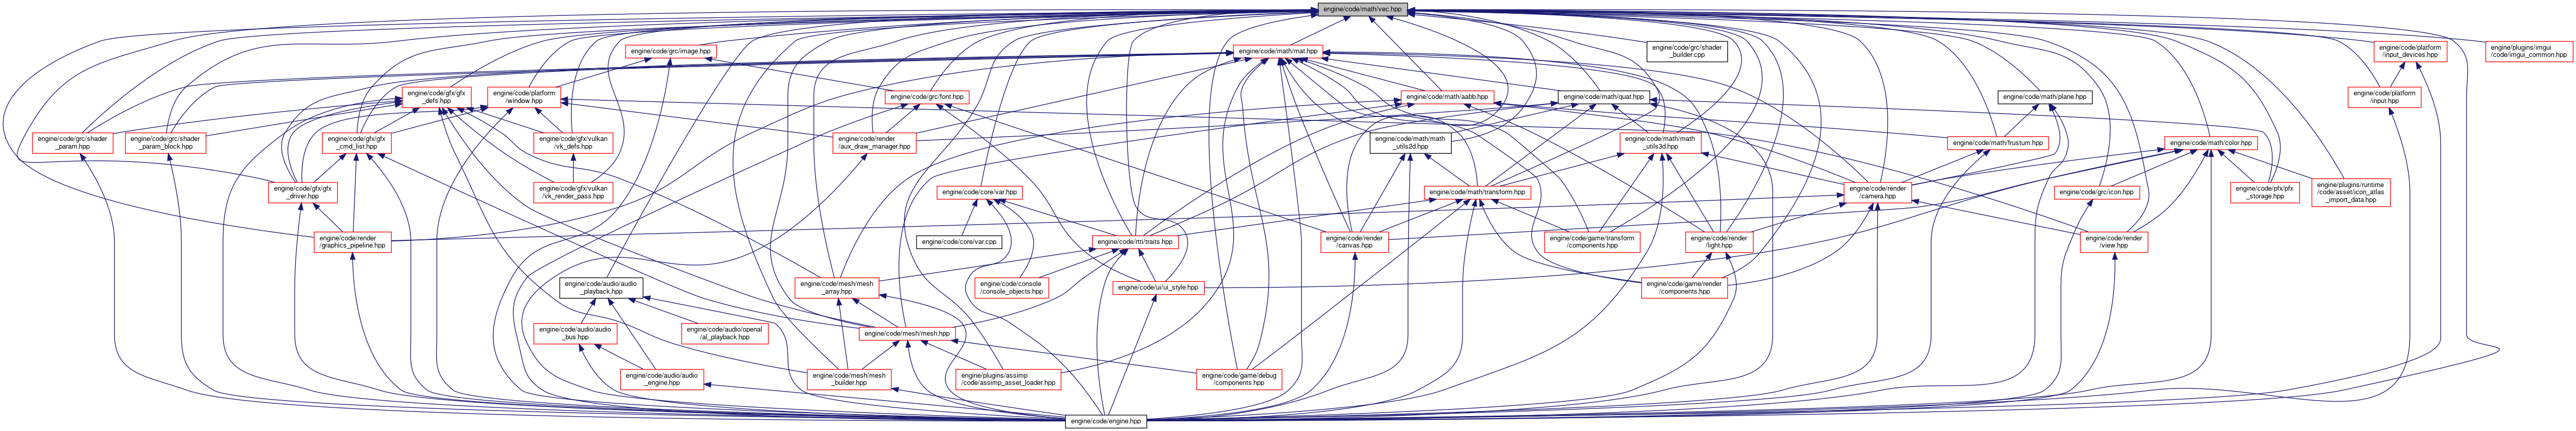 engine/code/math/vec.hpp
engine/code/grc/image.hpp
engine/code/math/mat.hpp
engine/code/grc/shader
_builder.cpp
engine/code/platform
/input_devices.hpp
engine/plugins/imgui
/code/imgui_common.hpp
engine/code/gfx/gfx
_defs.hpp
engine/code/platform
/window.hpp
engine/code/grc/font.hpp
engine/code/math/aabb.hpp
engine/code/math/quat.hpp
engine/code/math/plane.hpp
engine/code/platform
/input.hpp
engine/code/grc/shader
_param.hpp
engine/code/grc/shader
_param_block.hpp
engine/code/gfx/gfx
_cmd_list.hpp
engine/code/gfx/vulkan
/vk_defs.hpp
engine/code/render
/aux_draw_manager.hpp
engine/code/math/math
_utils2d.hpp
engine/code/math/math
_utils3d.hpp
engine/code/math/frustum.hpp
engine/code/math/color.hpp
engine/code/gfx/gfx
_driver.hpp
engine/code/gfx/vulkan
/vk_render_pass.hpp
engine/code/core/var.hpp
engine/code/math/transform.hpp
engine/code/render
/camera.hpp
engine/code/grc/icon.hpp
engine/code/pfx/pfx
_storage.hpp
engine/plugins/runtime
/code/asset/icon_atlas
_import_data.hpp
engine/code/render
/graphics_pipeline.hpp
engine/code/core/var.cpp
engine/code/rtti/traits.hpp
engine/code/render
/canvas.hpp
engine/code/game/transform
/components.hpp
engine/code/render
/light.hpp
engine/code/render
/view.hpp
engine/code/audio/audio
_playback.hpp
engine/code/mesh/mesh
_array.hpp
engine/code/console
/console_objects.hpp
engine/code/ui/ui_style.hpp
engine/code/game/render
/components.hpp
engine/code/audio/audio
_bus.hpp
engine/code/audio/openal
/al_playback.hpp
engine/code/mesh/mesh.hpp
engine/code/audio/audio
_engine.hpp
engine/code/mesh/mesh
_builder.hpp
engine/plugins/assimp
/code/assimp_asset_loader.hpp
engine/code/game/debug
/components.hpp
engine/code/engine.hpp